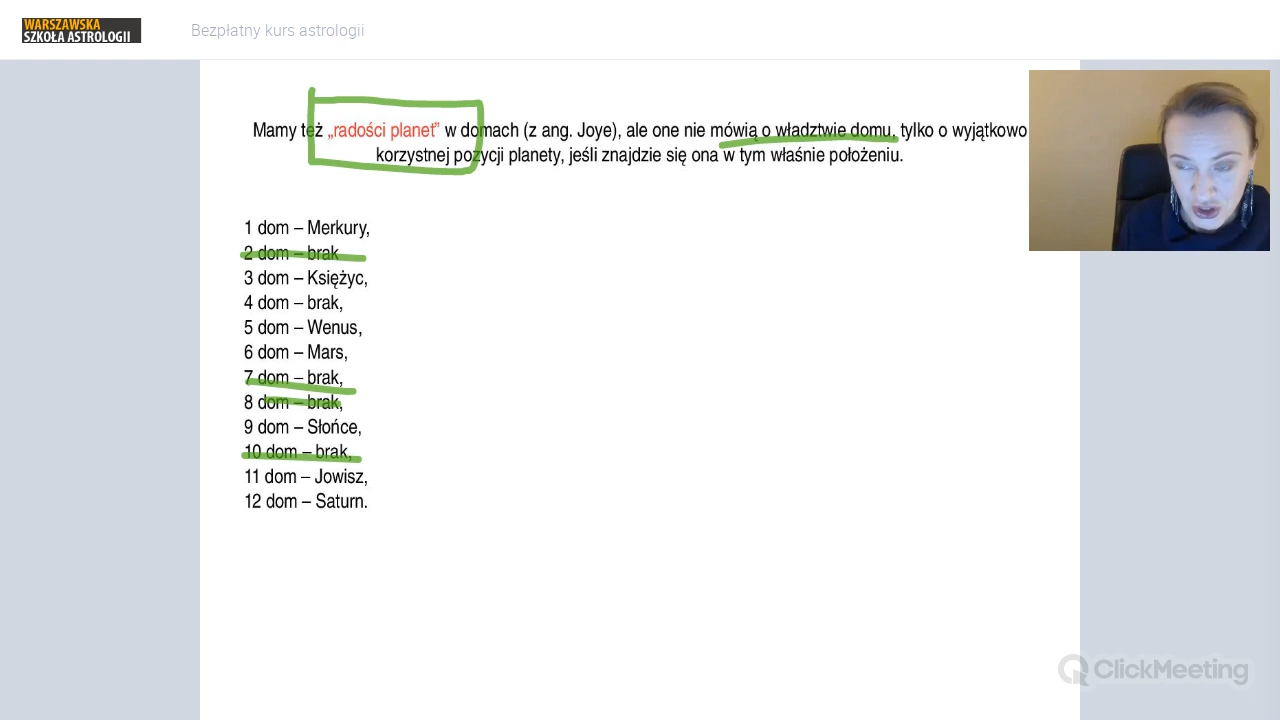 WARSZAWSKA
SZKOŁA ASTROLOGII
Bezpłatny kurs astrologii
Mamy też „radości planet” w domach (z ang. Joye), ale one nie mówią o władztwie domu, tylko o wyjątkowo
korzystnej pozycji planety, jeśli znajdzie się ona w tym właśnie położeniu.
1 dom – Merkury,
2 dom – brak
3 dom – Księżyc,
4 dom – brak,
5 dom – Wenus,
6 dom – Mars,
7 dom – brak,
8 dom – brak,
9 dom – Słońce,
10 dom – brak,
11 dom – Jowisz,
12 dom – Saturn.
ClickMeeting